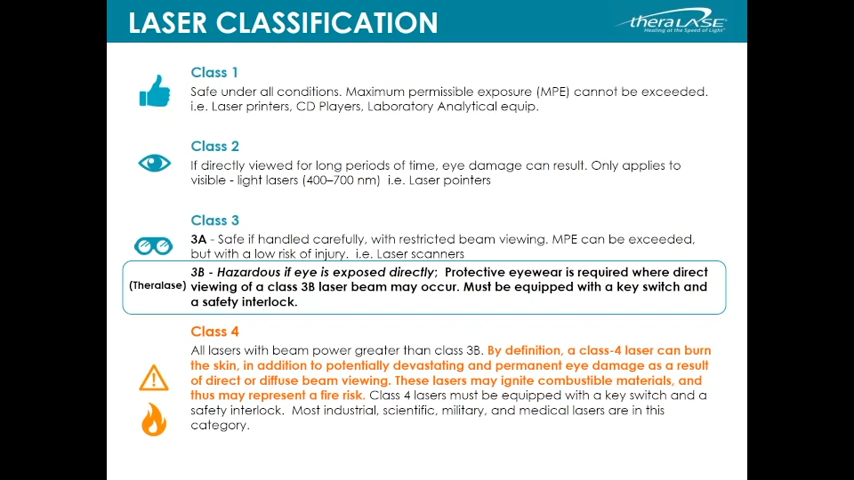 LASER CLASSIFICATION
theraLASE
Healing at the Speed of Light
Class 1
Safe under all conditions. Maximum permissible exposure (MPE) cannot be exceeded.
i.e. Laser printers, CD Players, Laboratory Analytical equip.
Class 2
If directly viewed for long periods of time, eye damage can result. Only applies to
visible - light lasers (400–700 nm)  i.e. Laser pointers
Class 3
3A - Safe if handled carefully, with restricted beam viewing. MPE can be exceeded,
but with a low risk of injury.  i.e. Laser scanners
3B - Hazardous if eye is exposed directly;  Protective eyewear is required where direct
(Theralase) viewing of a class 3B laser beam may occur. Must be equipped with a key switch and
a safety interlock.
Class 4
All lasers with beam power greater than class 3B. By definition, a class-4 laser can burn
the skin, in addition to potentially devastating and permanent eye damage as a result
of direct or diffuse beam viewing. These lasers may ignite combustible materials, and
thus may represent a fire risk. Class 4 lasers must be equipped with a key switch and a
safety interlock.  Most industrial, scientific, military, and medical lasers are in this
category.